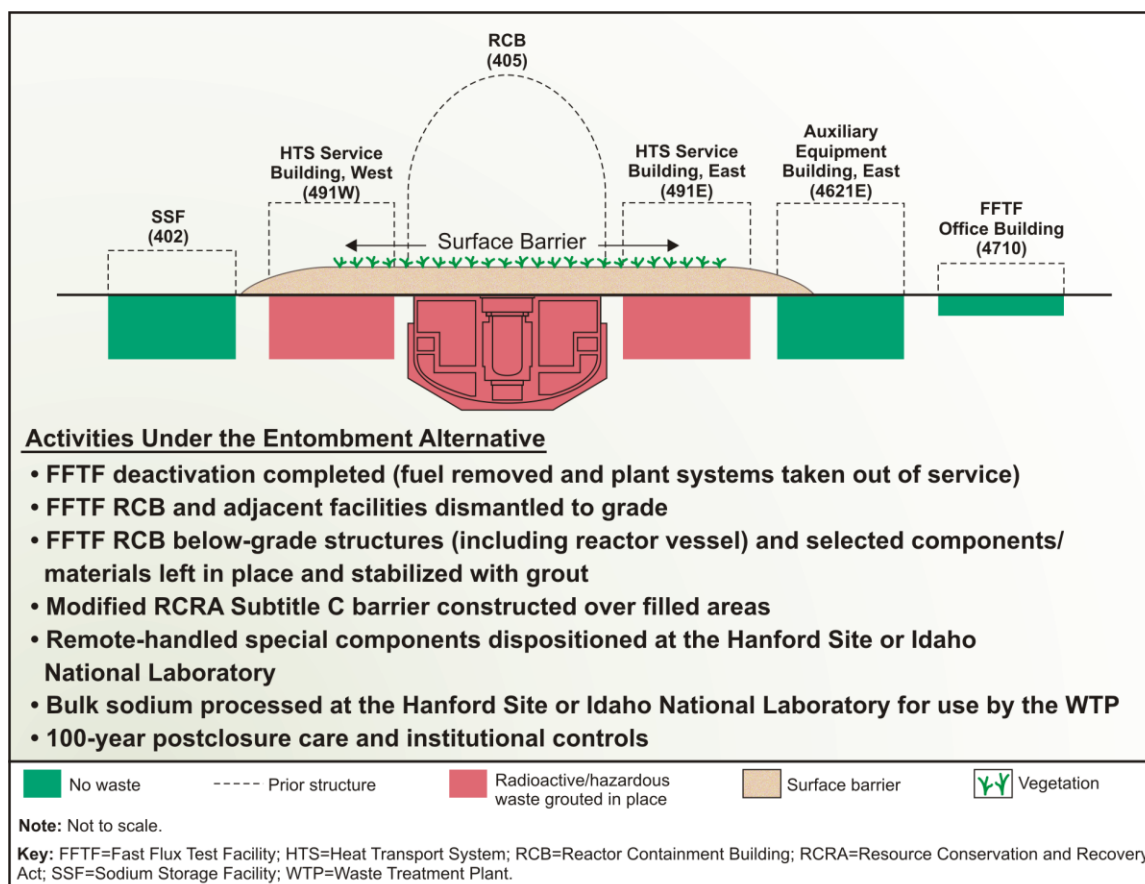 RCB
(405)
HTS Service
Building, West
(491W)
HTS Service
Building, East
(491E)
Auxiliary
Equipment
Building, East
(4621E)
SSF
(402)
FFTF
Office Building
(4710)
Surface Barrier
Activities Under the Entombment Alternative
• FFTF deactivation completed (fuel removed and plant systems taken out of service)
• FFTF RCB and adjacent facilities dismantled to grade
• FFTF RCB below-grade structures (including reactor vessel) and selected components/
materials left in place and stabilized with grout
• Modified RCRA Subtitle C barrier constructed over filled areas
• Remote-handled special components dispositioned at the Hanford Site or Idaho
National Laboratory
• Bulk sodium processed at the Hanford Site or Idaho National Laboratory for use by the WTP
• 100-year postclosure care and institutional controls
No waste
Prior structure
Radioactive/hazardous
waste grouted in place
Surface barrier
Vegetation
Note: Not to scale.
Key: FFTF=Fast Flux Test Facility; HTS=Heat Transport System; RCB=Reactor Containment Building; RCRA=Resource Conservation and Recovery
Act; SSF=Sodium Storage Facility; WTP=Waste Treatment Plant.